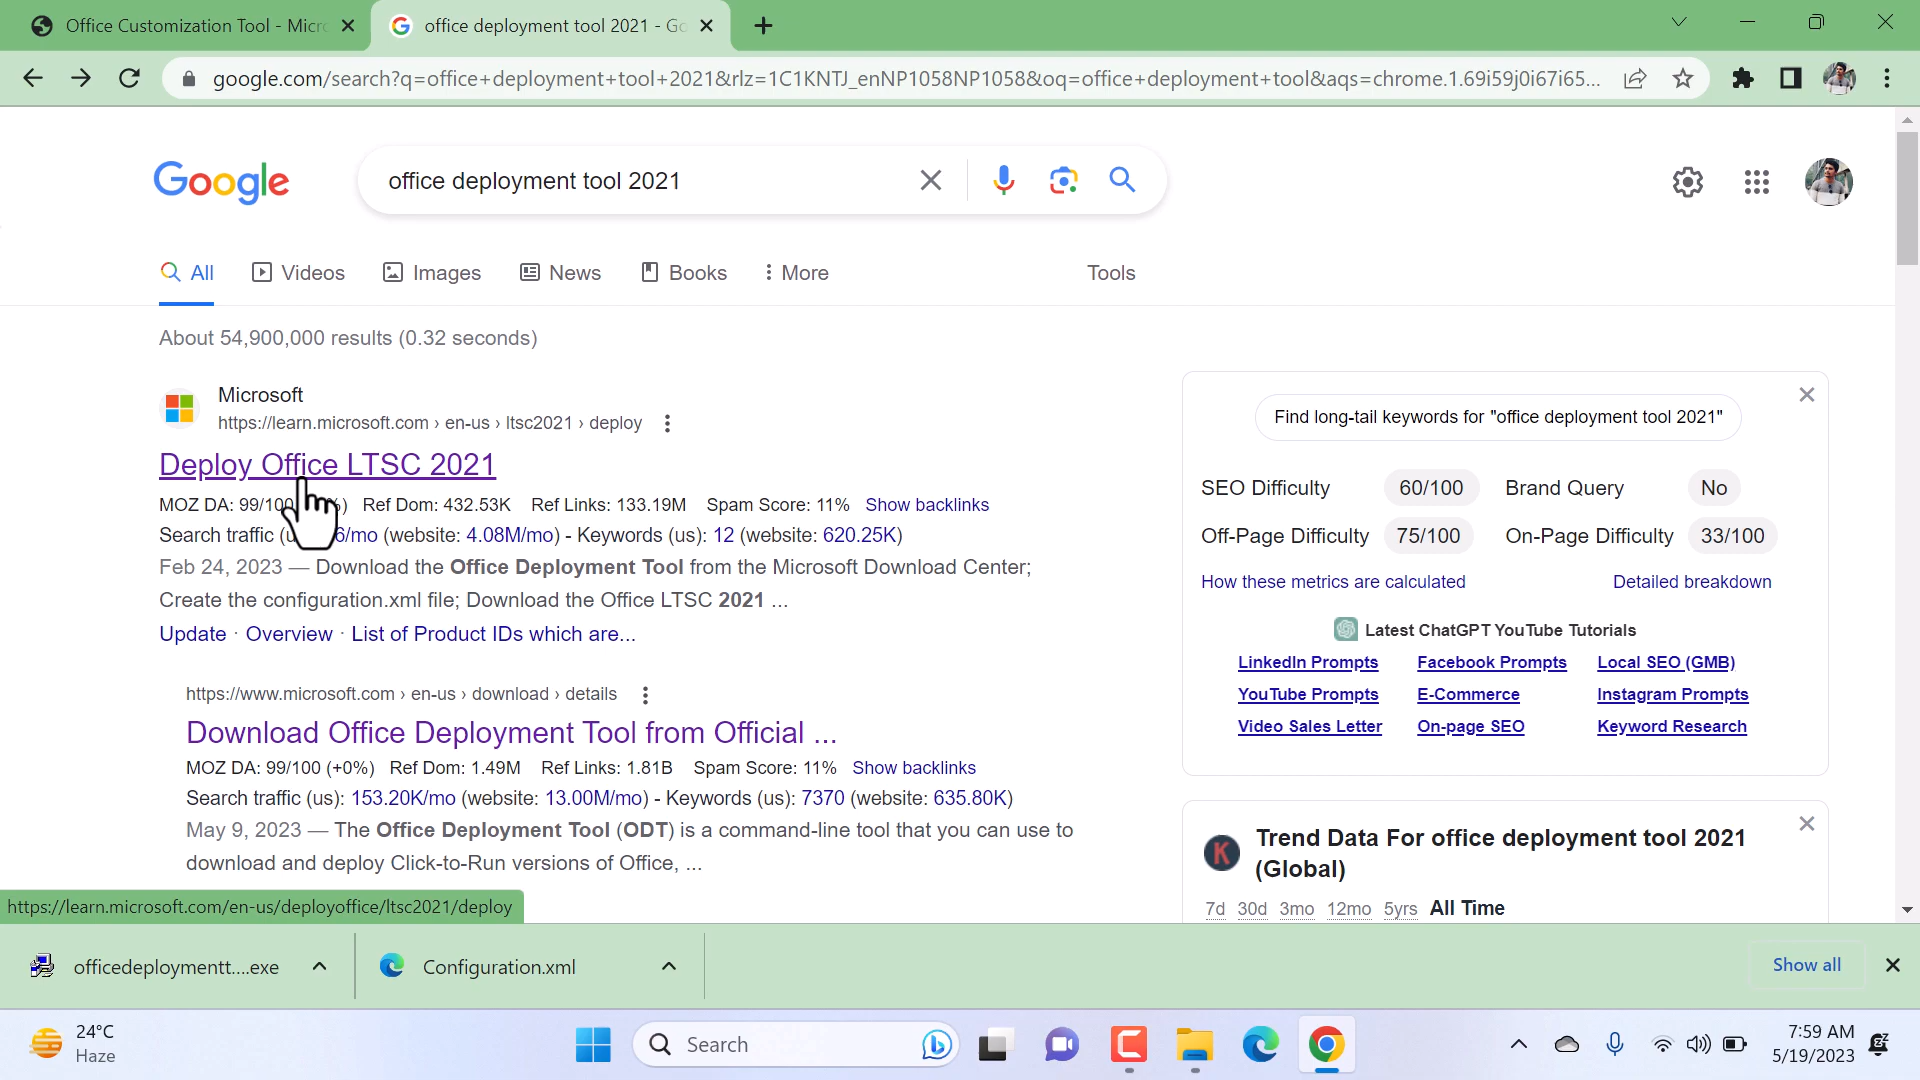 Office Customization Tool - Micr
office deployment tool 2021 - Go
google.com/search?q=office+deployment+tool+2021&rlz=1C1KNTJ_enNP1058NP1058&oq=office+deployment+tool&aqs=chrome.1.69i59j0i67i65...
Google
office deployment tool 2021
All
Videos
Images
News
Books
More
Tools
About 54,900,000 results (0.32 seconds)
Microsoft
https://learn.microsoft.com › en-us › ltsc2021 › deploy
Deploy Office LTSC 2021
MOZ DA: 99/100 %) Ref Dom: 432.53K Ref Links: 133.19M Spam Score: 11% Show backlinks
Search traffic ( 6/mo (website: 4.08M/mo) - Keywords (us): 12 (website: 620.25K)
Feb 24, 2023 — Download the Office Deployment Tool from the Microsoft Download Center;
Create the configuration.xml file; Download the Office LTSC 2021 ...
Update · Overview · List of Product IDs which are...
https://www.microsoft.com › en-us › download › details
Download Office Deployment Tool from Official ...
MOZ DA: 99/100 (+0%) Ref Dom: 1.49M Ref Links: 1.81B Spam Score: 11% Show backlinks
Search traffic (us): 153.20K/mo (website: 13.00M/mo) - Keywords (us): 7370 (website: 635.80K)
May 9, 2023 — The Office Deployment Tool (ODT) is a command-line tool that you can use to
download and deploy Click-to-Run versions of Office, ...
Find long-tail keywords for "office deployment tool 2021"
SEO Difficulty 60/100 Brand Query No
Off-Page Difficulty 75/100 On-Page Difficulty 33/100
How these metrics are calculated Detailed breakdown
Latest ChatGPT YouTube Tutorials
LinkedIn Prompts Facebook Prompts Local SEO (GMB)
YouTube Prompts E-Commerce Instagram Prompts
Video Sales Letter On-page SEO Keyword Research
K
Trend Data For office deployment tool 2021
(Global)
7d 30d 3mo 12mo 5yrs All Time
https://learn.microsoft.com/en-us/deployoffice/ltsc2021/deploy
officedeploymentt....exe
Configuration.xml
Show all
24°C
Haze
Search
7:59 AM
5/19/2023